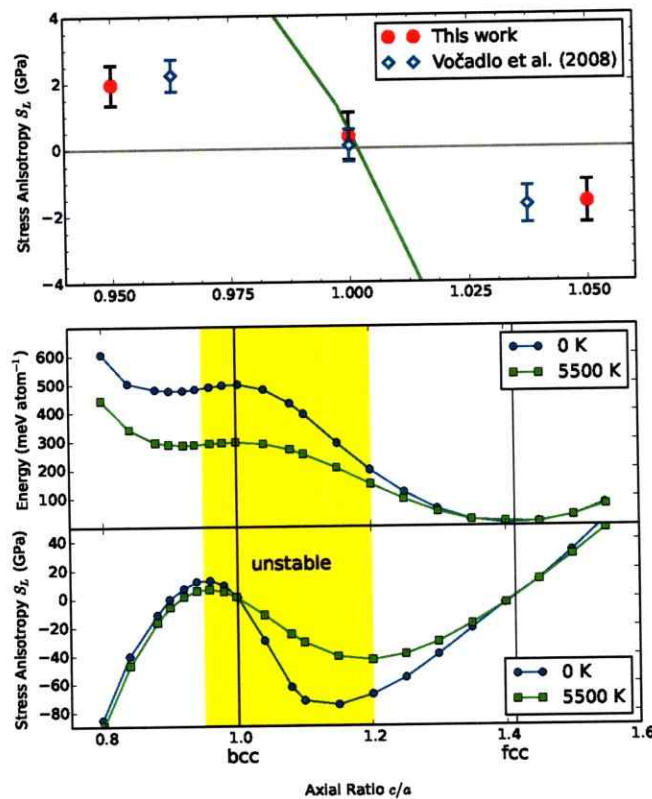 4
2
0
−2
−4
Stress Anisotropy S_L (GPa)
This work
Vočadlo et al. (2008)
0.950
0.975
1.000
1.025
1.050
600
500
400
300
200
100
Energy (meV atom⁻¹)
0 K
5500 K
40
20
0
−20
−40
−60
−80
Stress Anisotropy S_L (GPa)
unstable
0 K
5500 K
0.8
1.0
1.2
1.4
1.6
bcc
fcc
Axial Ratio c/a